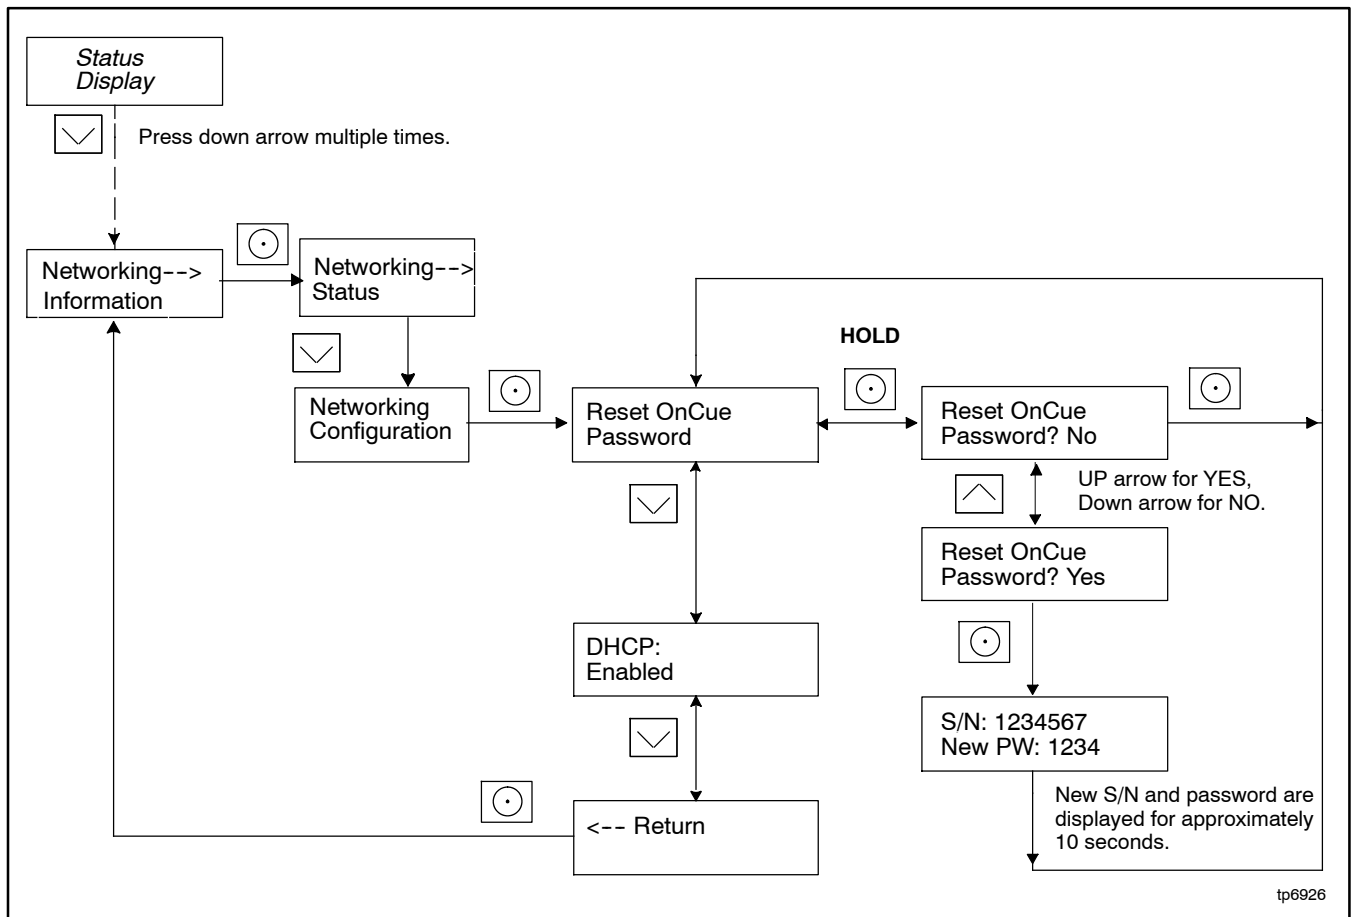 Status
Display
Press down arrow multiple times.
Networking-->
Information
Networking-->
Status
HOLD
Networking
Configuration
Reset OnCue
Password
Reset OnCue
Password? No
UP arrow for YES,
Down arrow for NO.
Reset OnCue
Password? Yes
DHCP:
Enabled
S/N: 1234567
New PW: 1234
New S/N and password are
displayed for approximately
10 seconds.
<-- Return
tp6926